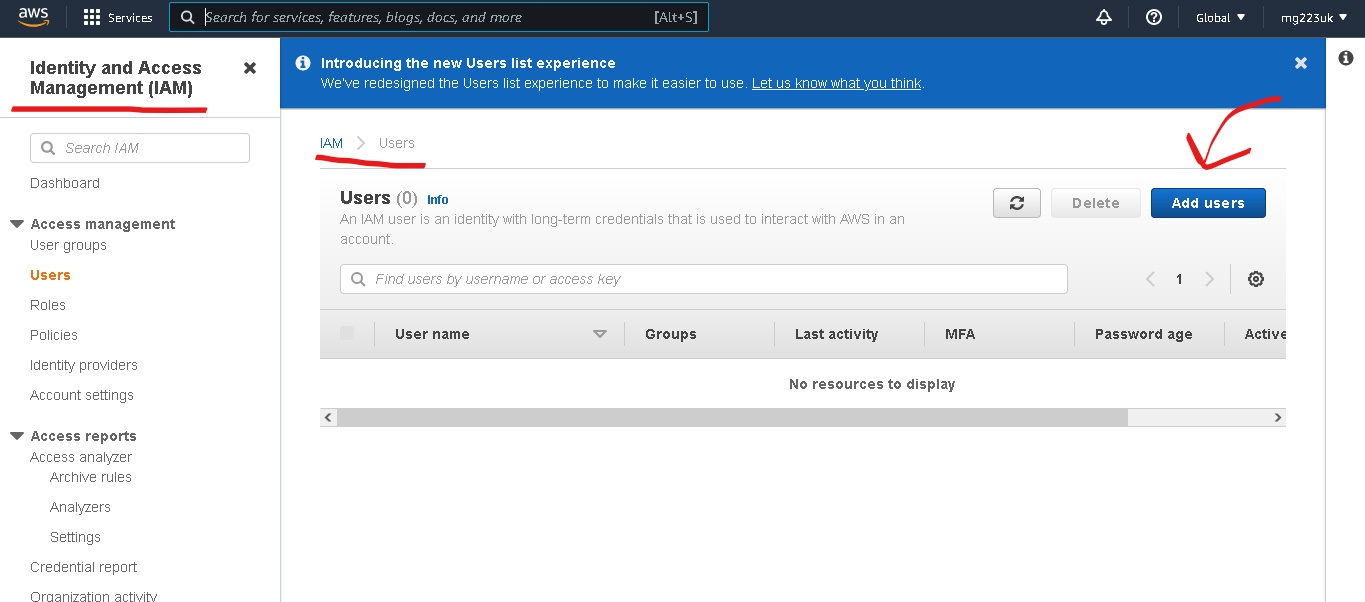 aws
Services
Search for services, features, blogs, docs, and more
[Alt+S]
Global
mg223uk
Identity and Access
Management (IAM)
Search IAM
Dashboard
Access management
User groups
Users
Roles
Policies
Identity providers
Account settings
Access reports
Access analyzer
Archive rules
Analyzers
Settings
Credential report
Organization activity
Introducing the new Users list experience
We've redesigned the Users list experience to make it easier to use. Let us know what you think.
IAM
Users
Users (0) Info
An IAM user is an identity with long-term credentials that is used to interact with AWS in an
account.
Delete
Add users
Find users by username or access key
1
User name
Groups
Last activity
MFA
Password age
Active
No resources to display